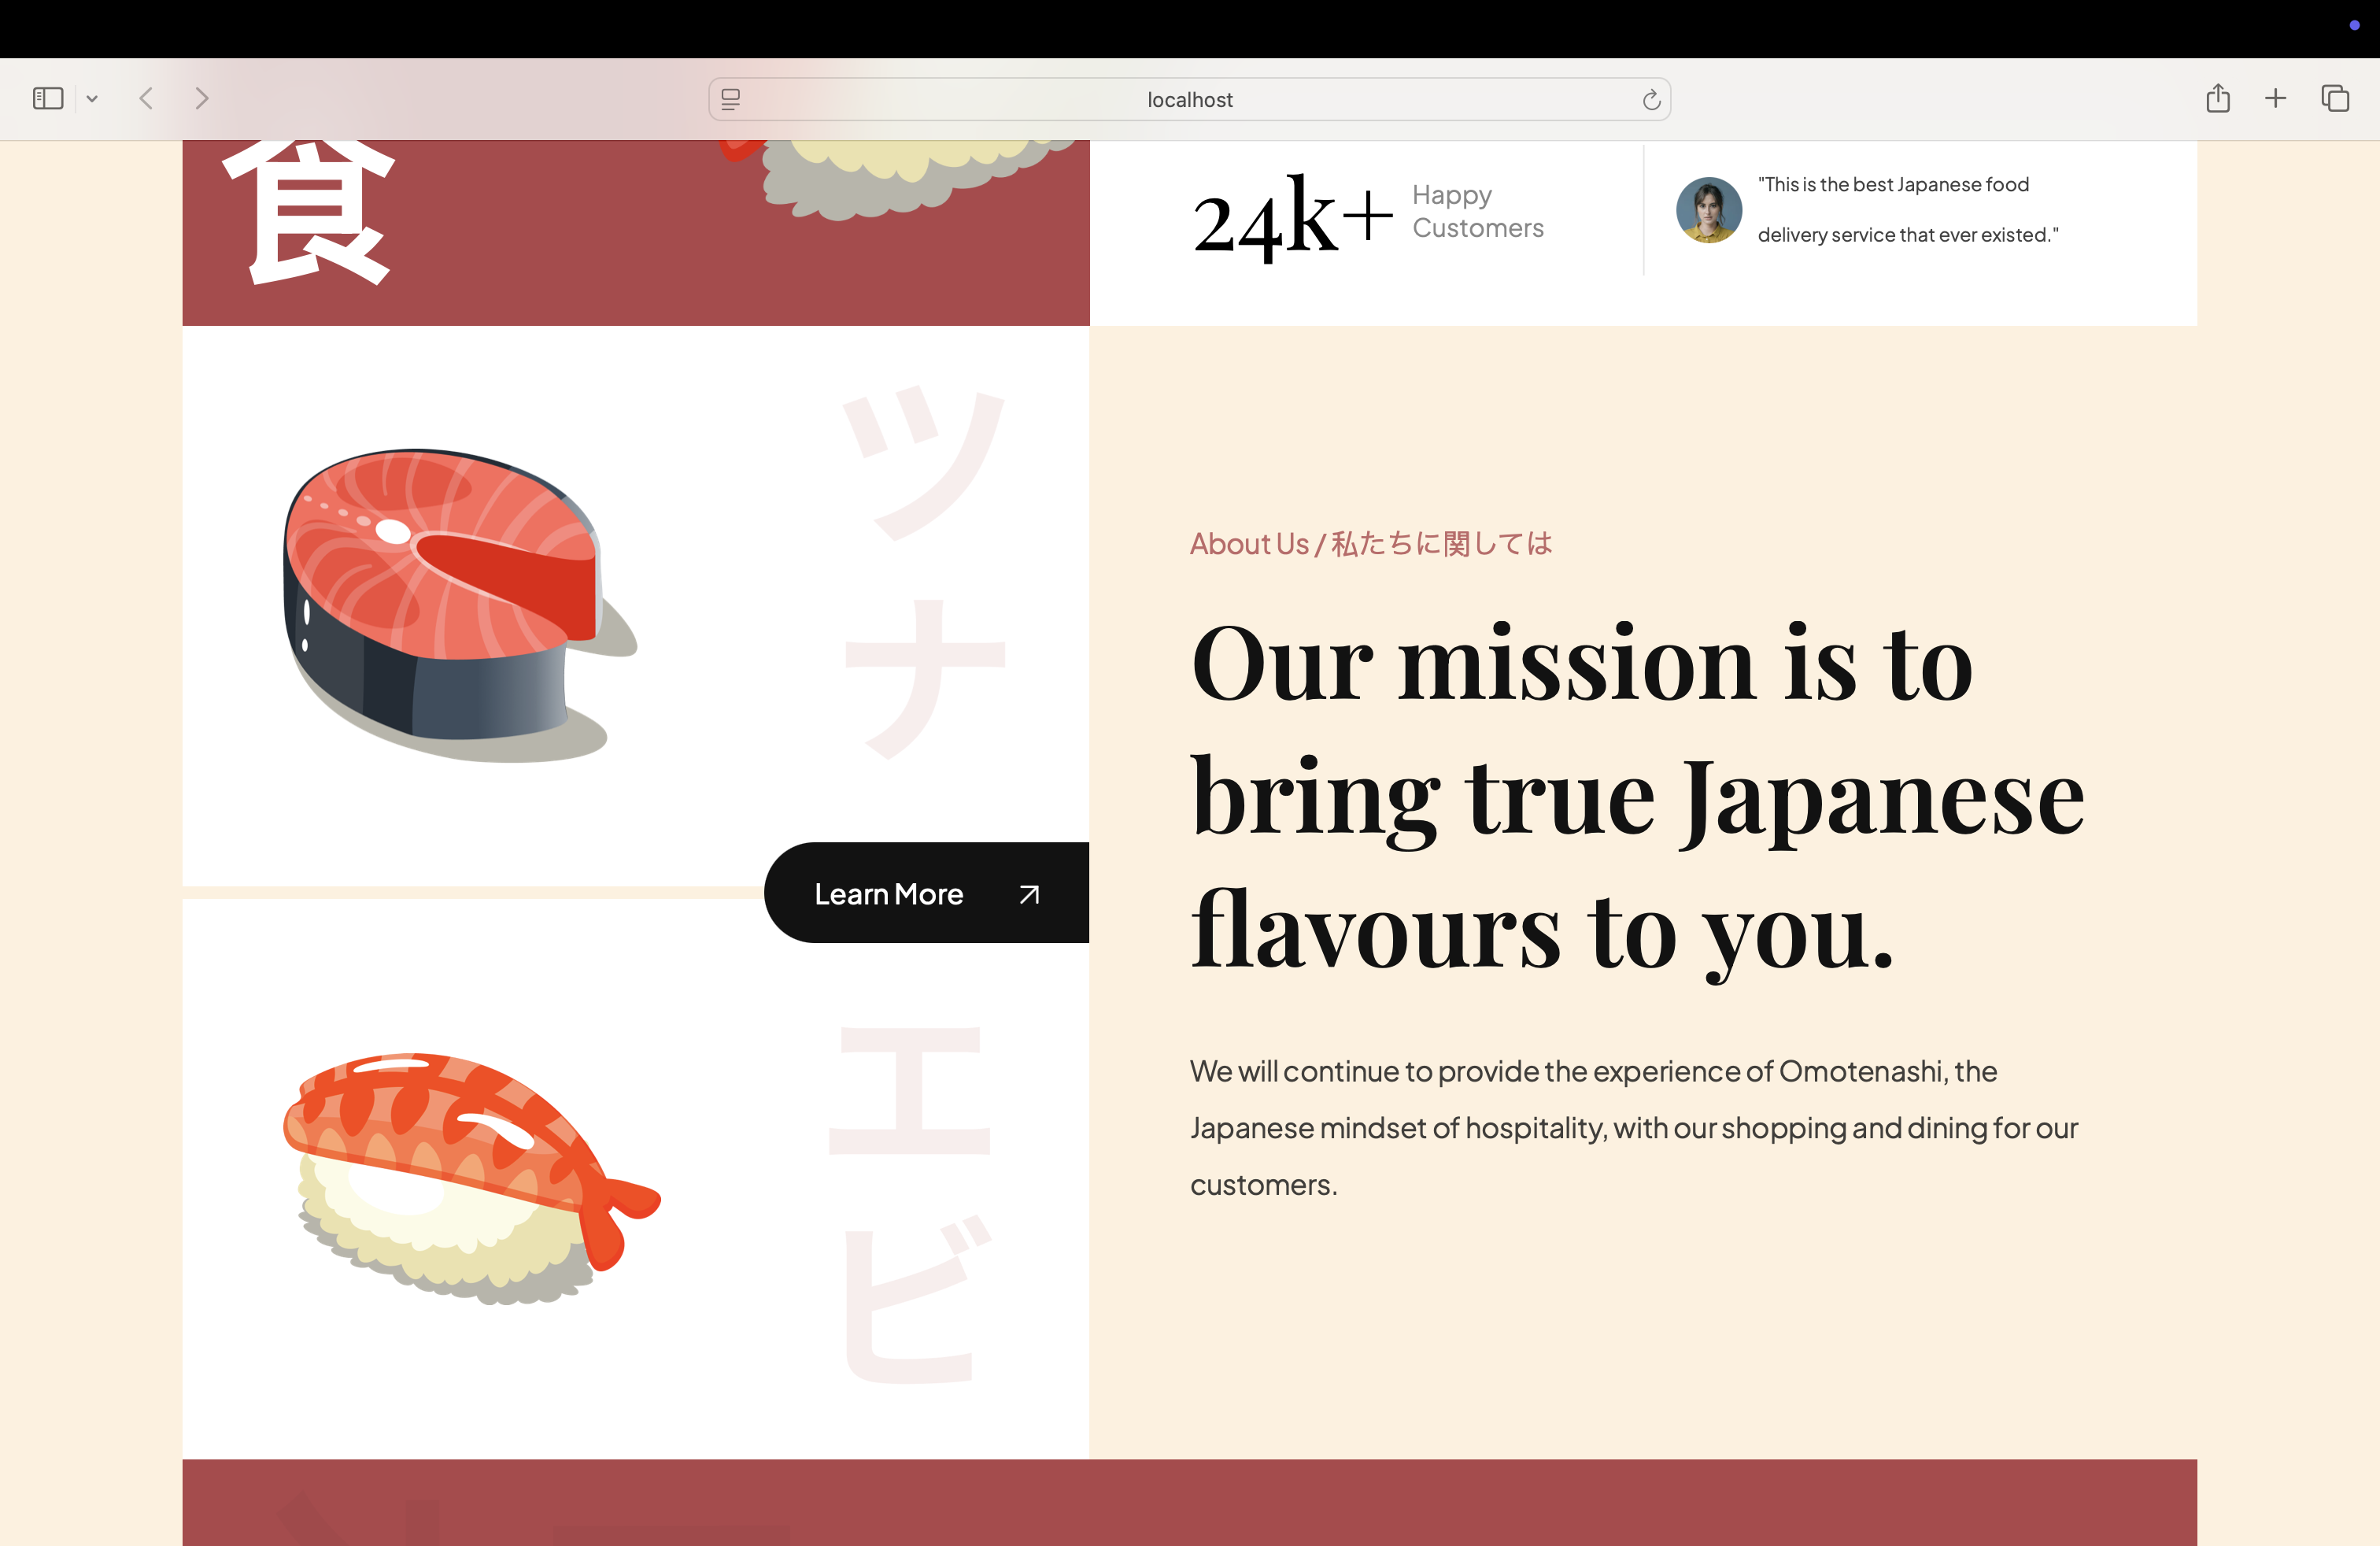 localhost
食
24k+
Happy
Customers
"This is the best Japanese food
delivery service that ever existed."
ツ
ナ
Learn More
エ
ビ
About Us / 私たちに関しては
Our mission is to
bring true Japanese
flavours to you.
We will continue to provide the experience of Omotenashi, the
Japanese mindset of hospitality, with our shopping and dining for our
customers.